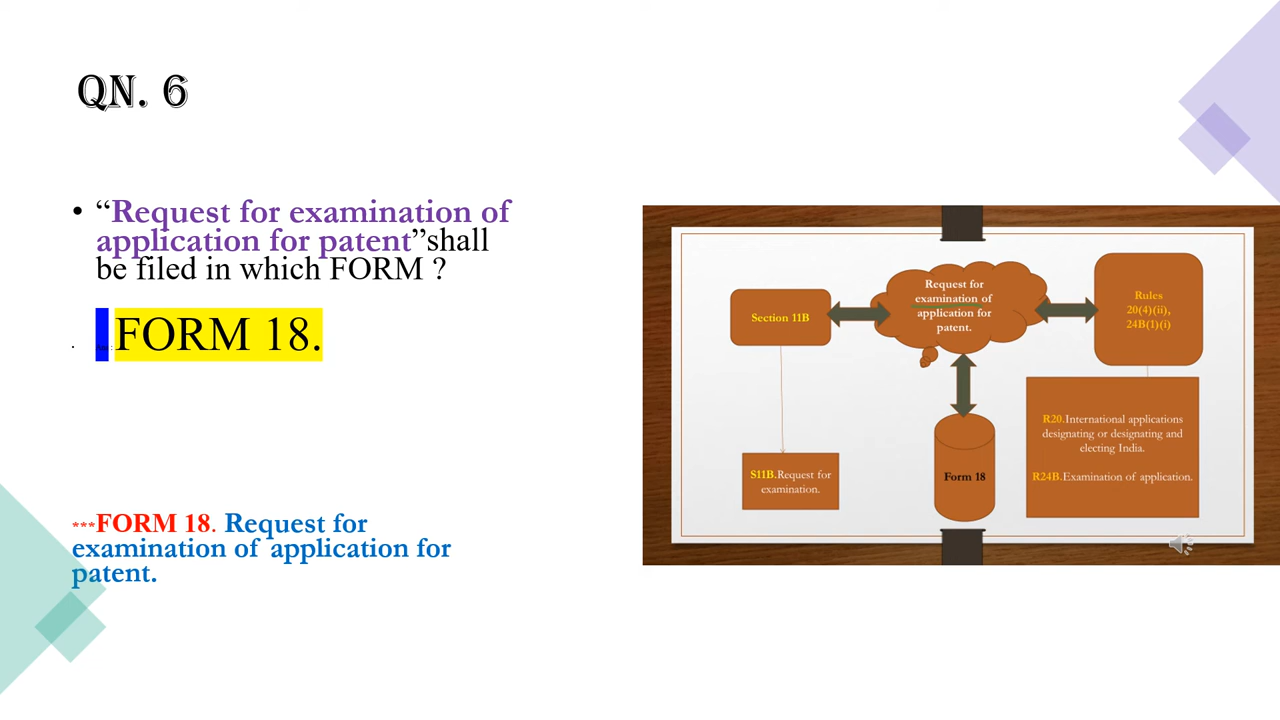 QN. 6
• “Request for examination of
application for patent”shall
be filed in which FORM ?
FORM 18.
***FORM 18. Request for
examination of application for
patent.
Request for
examination of
application for
patent.
Section 11B
Rules
20(4)(ii),
24B(1)(i)
Form 18
S11B.Request for
examination.
R20.International applications
designating or designating and
electing India.
R24B.Examination of application.